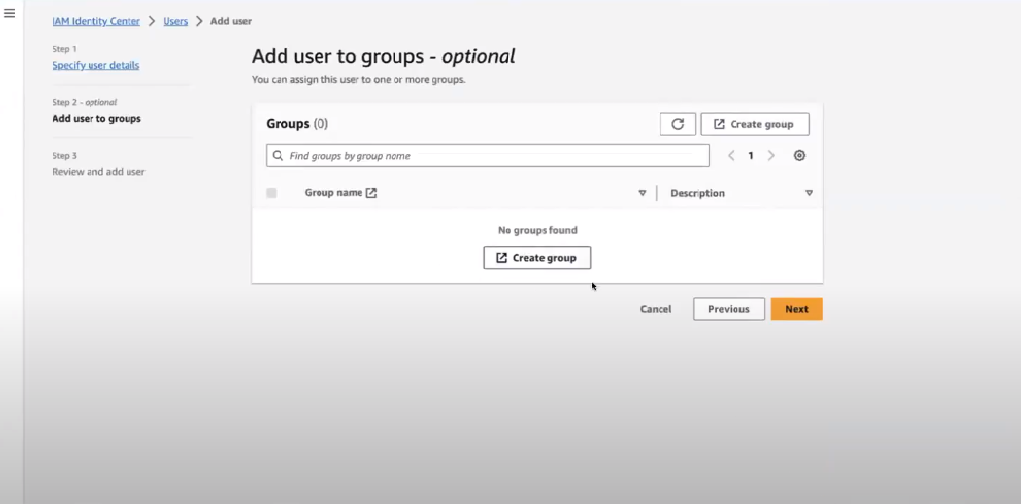 IAM Identity Center > Users > Add user
Step 1
Specify user details
Step 2 - optional
Add user to groups
Step 3
Review and add user
Add user to groups - optional
You can assign this user to one or more groups.
Groups (0)
Create group
Find groups by group name
1
Group name
Description
No groups found
Create group
Cancel
Previous
Next